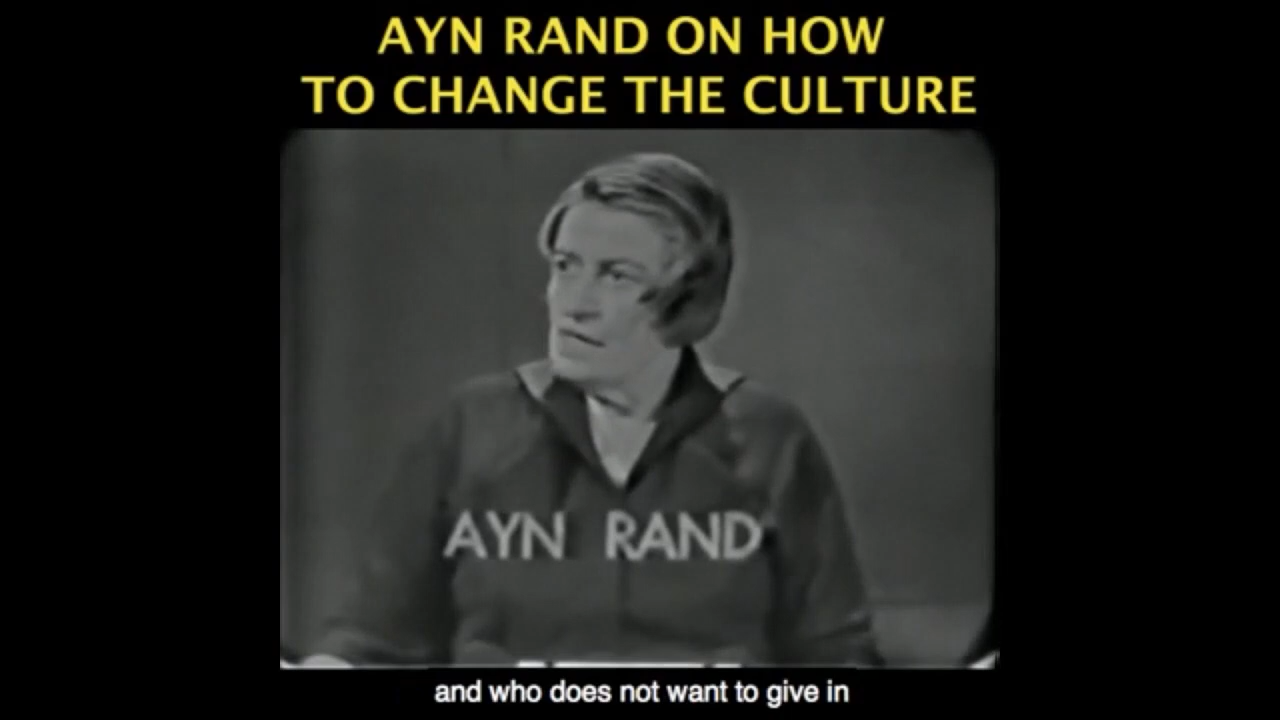 AYN RAND ON HOW
TO CHANGE THE CULTURE
AYN RAND
and who does not want to give in